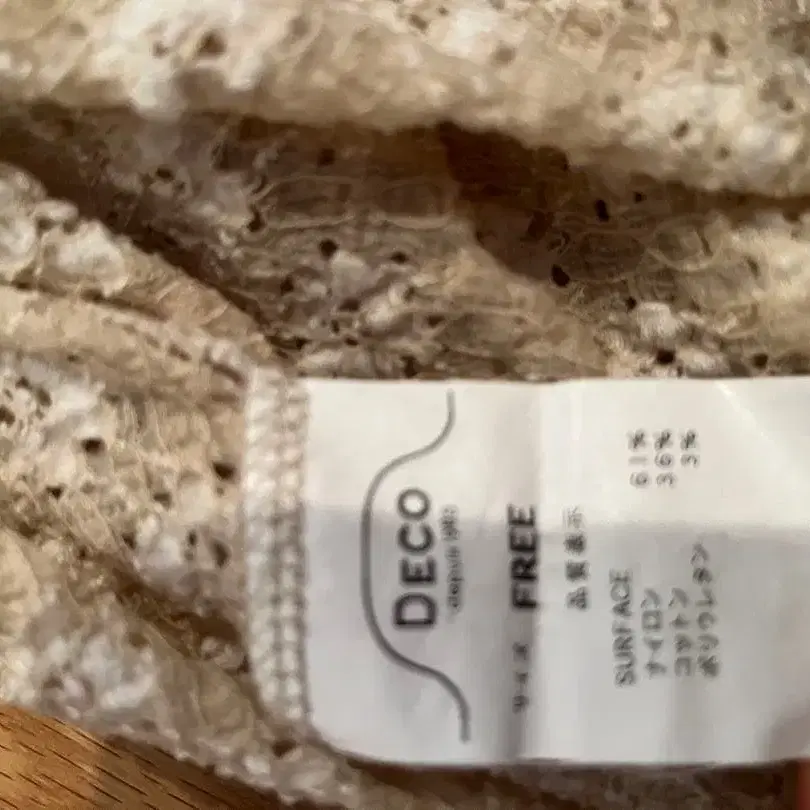 DECO
depuis
サイズ FREE
品質表示
SURFACE
ナイロン 61%
コットン 36%
ポリウレタン 3%